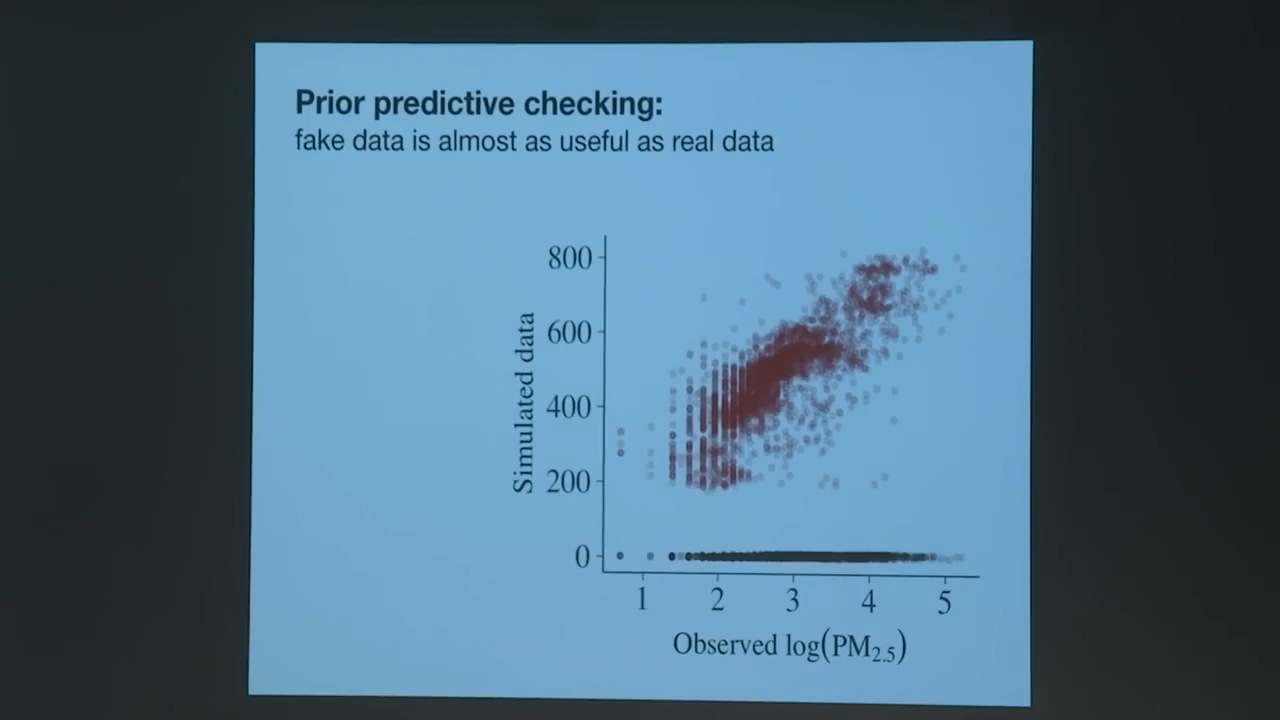 Prior predictive checking:
fake data is almost as useful as real data
800
600
400
200
0
Simulated data
1 2 3 4 5
Observed log(PM2.5)